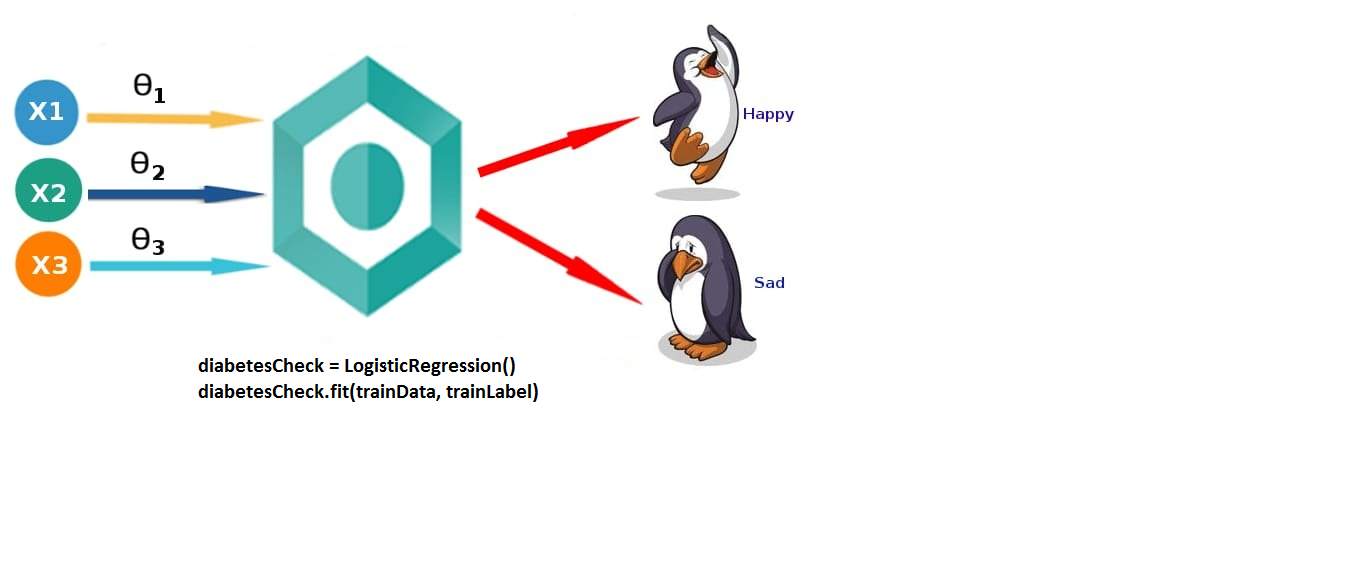 θ1
X1
Happy
θ2
X2
θ3
X3
Sad
diabetesCheck = LogisticRegression()
diabetesCheck.fit(trainData, trainLabel)